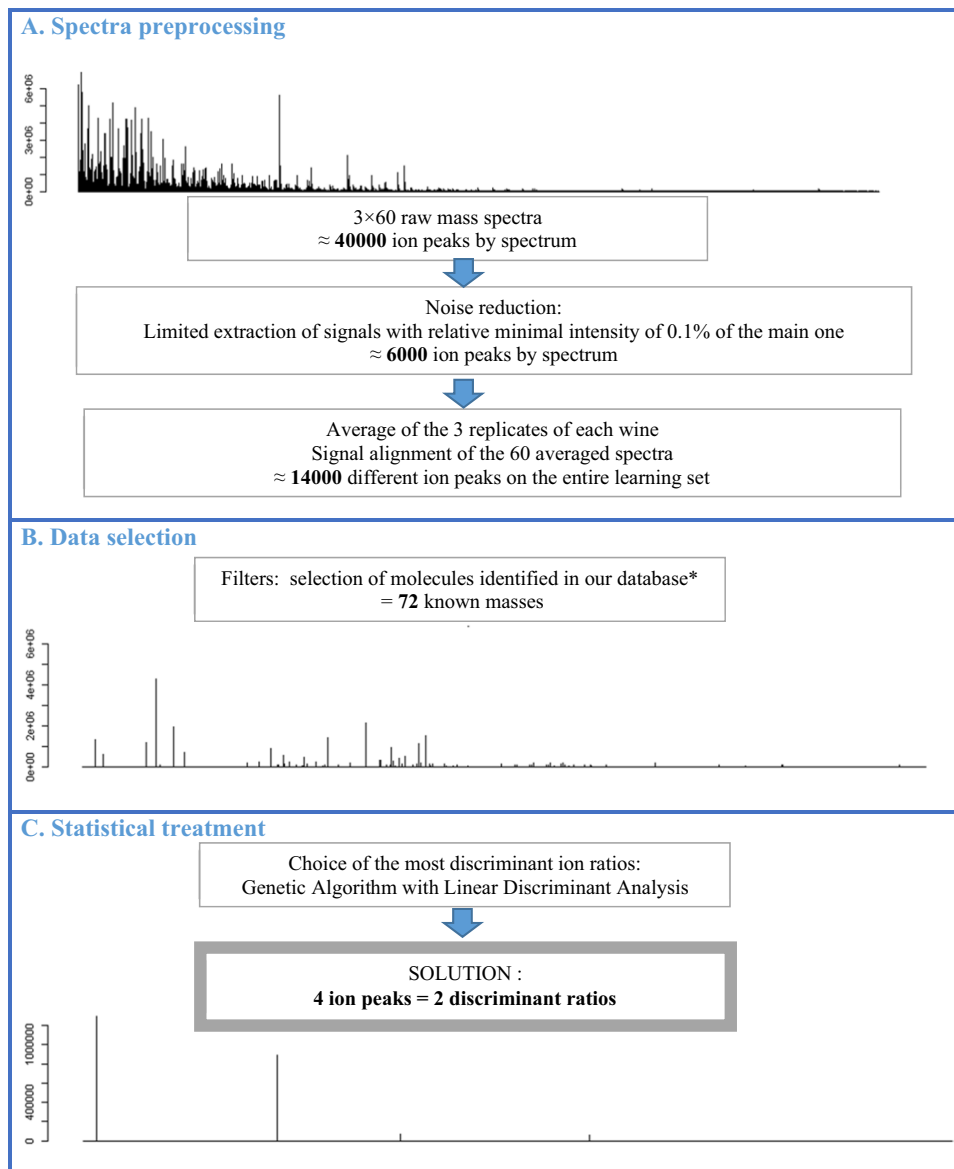 A. Spectra preprocessing
6e+06
3e+06
0e+00
3×60 raw mass spectra
≈ 40000 ion peaks by spectrum
Noise reduction:
Limited extraction of signals with relative minimal intensity of 0.1% of the main one
≈ 6000 ion peaks by spectrum
Average of the 3 replicates of each wine
Signal alignment of the 60 averaged spectra
≈ 14000 different ion peaks on the entire learning set
B. Data selection
Filters: selection of molecules identified in our database*
= 72 known masses
6e+06
4e+06
2e+06
0e+00
C. Statistical treatment
Choice of the most discriminant ion ratios:
Genetic Algorithm with Linear Discriminant Analysis
SOLUTION :
4 ion peaks = 2 discriminant ratios
1000000
400000
0